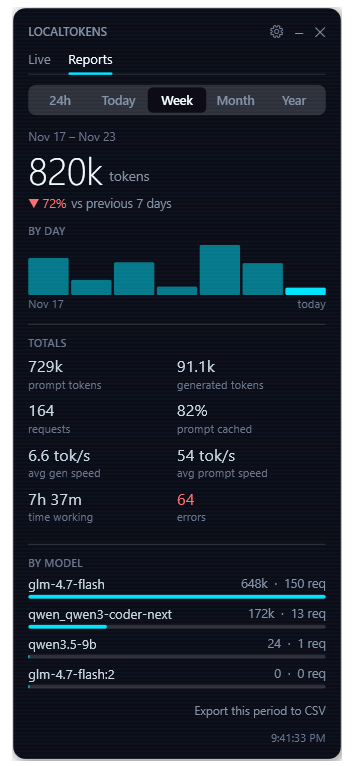 LOCALTOKENS
Live Reports
24h Today Week Month Year
Nov 17 – Nov 23
820k tokens
▼ 72% vs previous 7 days
BY DAY
Nov 17 today
TOTALS
729k 91.1k
prompt tokens generated tokens
164 82%
requests prompt cached
6.6 tok/s 54 tok/s
avg gen speed avg prompt speed
7h 37m 64
time working errors
BY MODEL
glm-4.7-flash 648k · 150 req
qwen_qwen3-coder-next 172k · 13 req
qwen3.5-9b 24 · 1 req
glm-4.7-flash:2 0 · 0 req
Export this period to CSV
9:41:33 PM